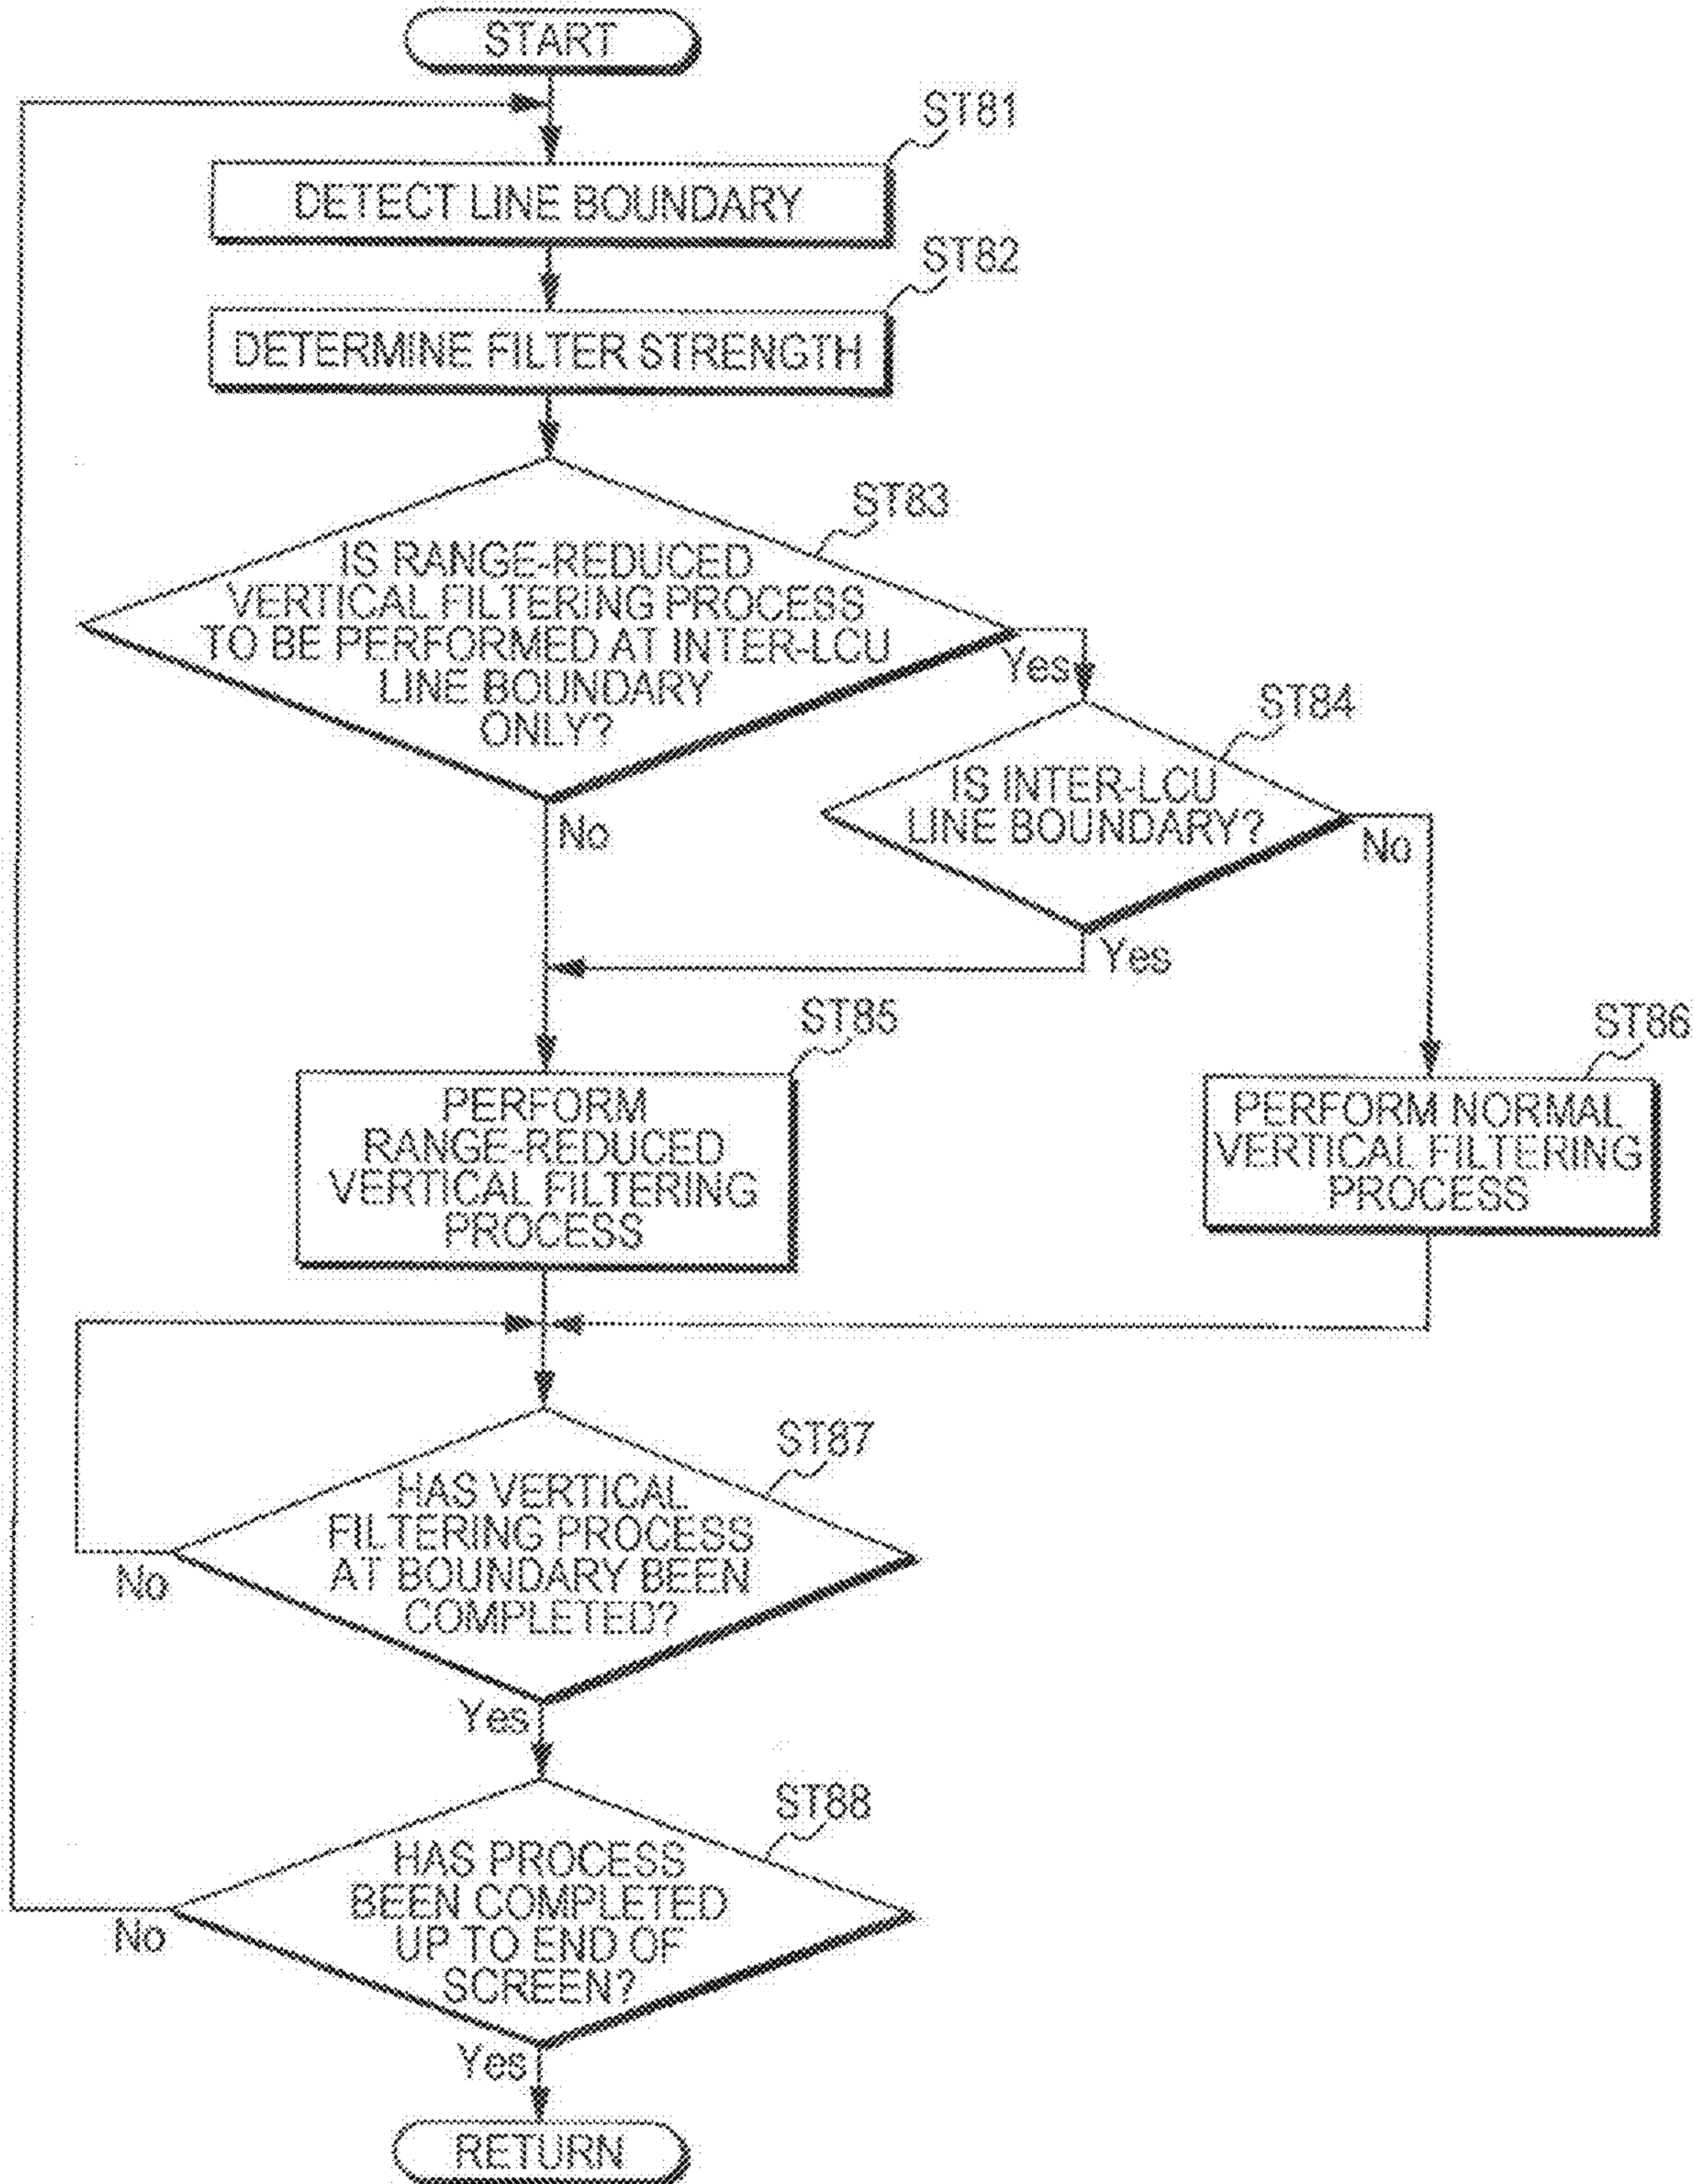 START
ST81
DETECT LINE BOUNDARY
ST82
DETERMINE FILTER STRENGTH
ST83
IS RANGE-REDUCED
VERTICAL FILTERING PROCESS
TO BE PERFORMED AT INTER-LCU
LINE BOUNDARY
ONLY?
Yes
No
ST84
IS INTER-LCU
LINE BOUNDARY?
No
Yes
ST85
PERFORM
RANGE-REDUCED
VERTICAL FILTERING
PROCESS
ST86
PERFORM NORMAL
VERTICAL FILTERING
PROCESS
ST87
HAS VERTICAL
FILTERING PROCESS
AT BOUNDARY BEEN
COMPLETED?
No
Yes
ST88
HAS PROCESS
BEEN COMPLETED
UP TO END OF
SCREEN?
No
Yes
RETURN